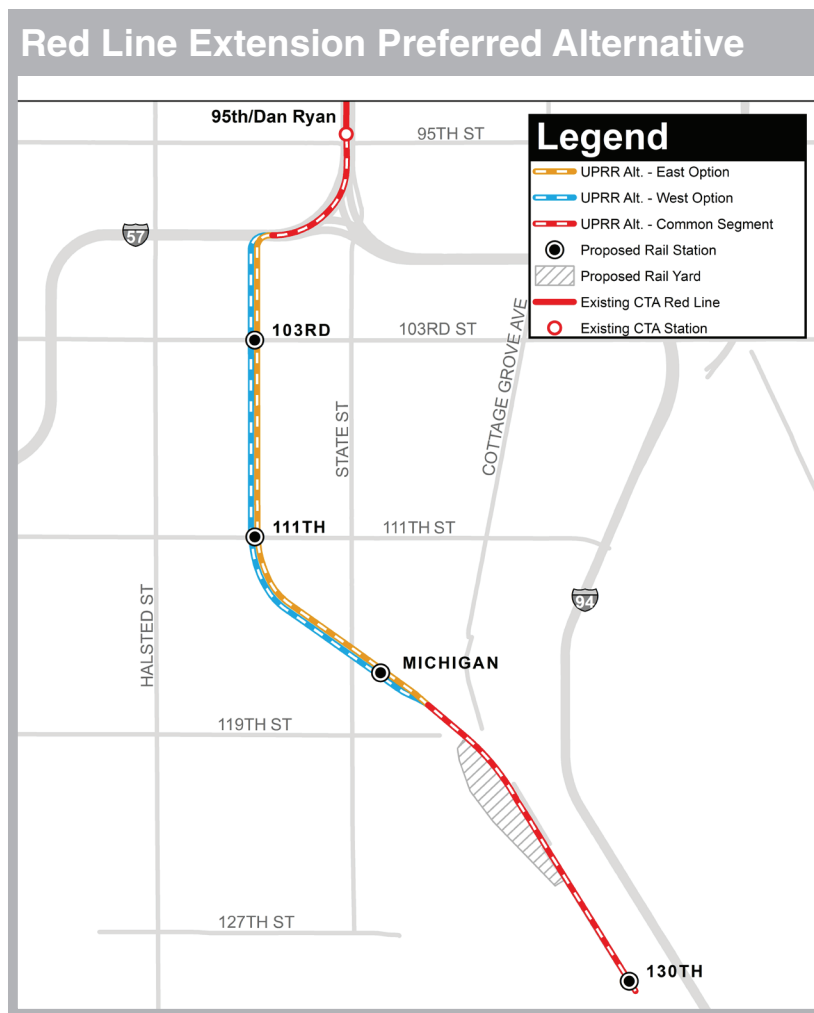 Red Line Extension Preferred Alternative
95th/Dan Ryan
95TH ST
Legend
UPRR Alt. - East Option
UPRR Alt. - West Option
UPRR Alt. - Common Segment
Proposed Rail Station
Proposed Rail Yard
Existing CTA Red Line
Existing CTA Station
57
103RD
103RD ST
COTTAGE GROVE AVE
STATE ST
111TH
111TH ST
HALSTED ST
94
MICHIGAN
119TH ST
127TH ST
130TH